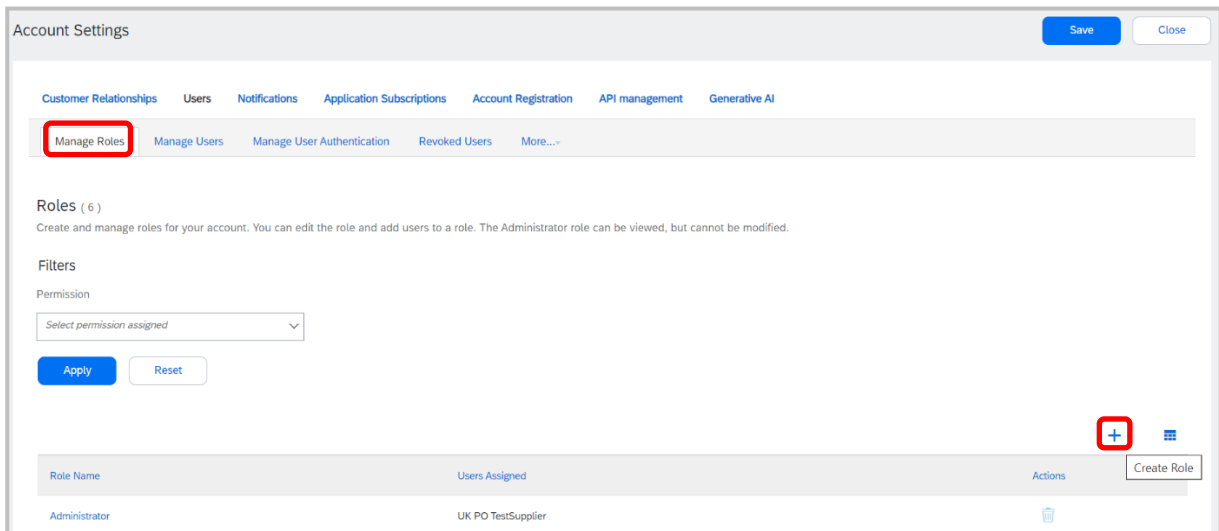 Account Settings
Save
Close
Customer Relationships Users Notifications Application Subscriptions Account Registration API management Generative AI
Manage Roles Manage Users Manage User Authentication Revoked Users More...
Roles ( 6 )
Create and manage roles for your account. You can edit the role and add users to a role. The Administrator role can be viewed, but cannot be modified.
Filters
Permission
Select permission assigned
Apply Reset
Create Role
Role Name Users Assigned Actions
Administrator UK PO TestSupplier